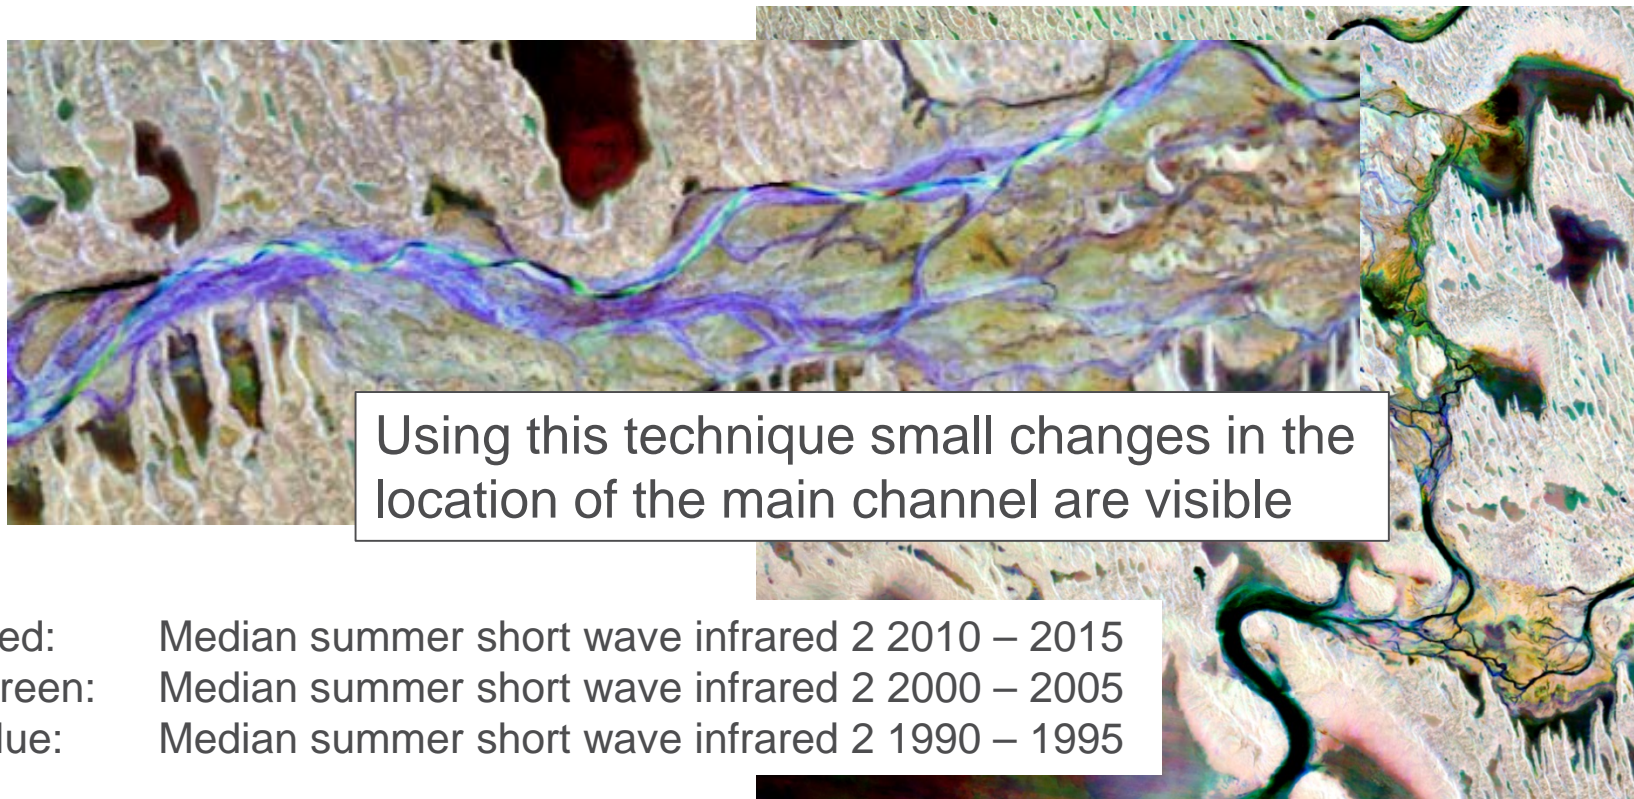 Using this technique small changes in the
location of the main channel are visible
ed: Median summer short wave infrared 2 2010 – 2015
reen: Median summer short wave infrared 2 2000 – 2005
lue: Median summer short wave infrared 2 1990 – 1995